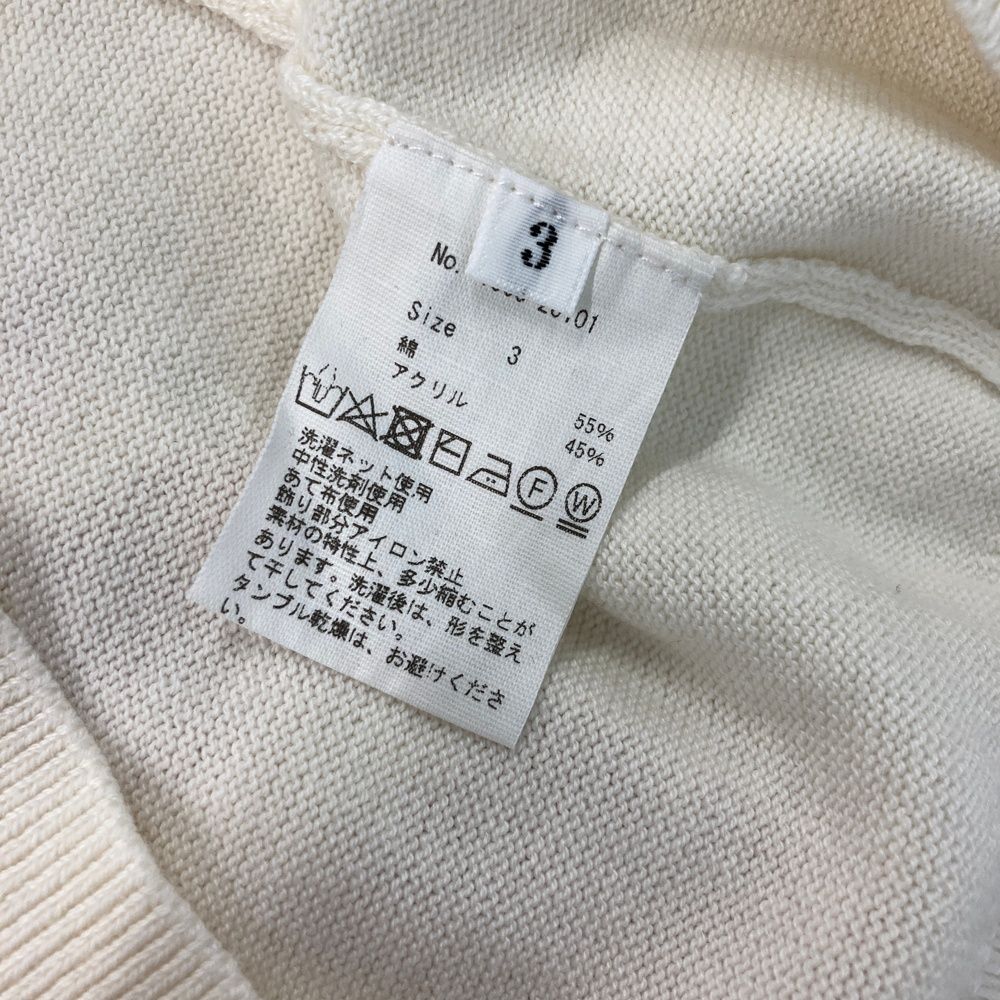 3
No.
Size 3
綿 55%
アクリル 45%
F W
洗濯ネット使用
中性洗剤使用
あて布使用
飾り部分アイロン禁止
素材の特性上、多少縮むことが
あります。洗濯後は、形を整え
て干してください。
タンブル乾燥は、お避けくださ
い。